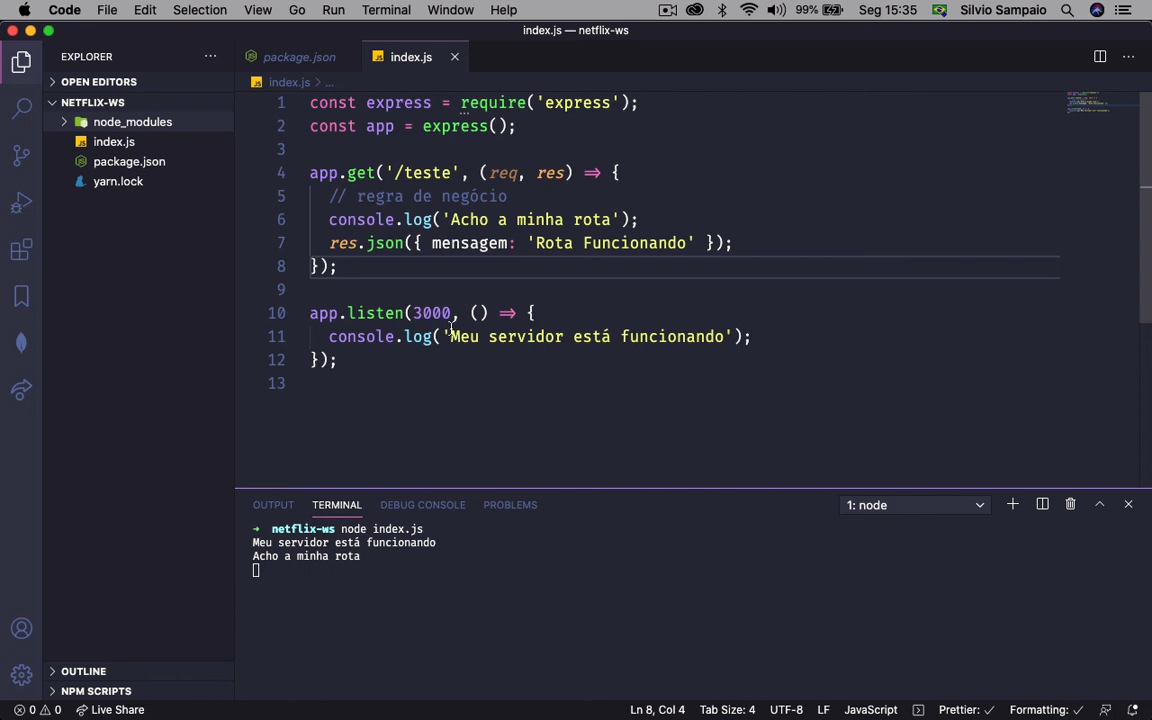 Code File Edit Selection View Go Run Terminal Window Help 99% Seg 15:35 Silvio Sampaio
index.js — netflix-ws
EXPLORER ... package.json index.js
OPEN EDITORS index.js > ...
NETFLIX-WS
node_modules
index.js
package.json
yarn.lock
1 const express = require('express');
2 const app = express();
3
4 app.get('/teste', (req, res) => {
5 // regra de negócio
6 console.log('Acho a minha rota');
7 res.json({ mensagem: 'Rota Funcionando' });
8 });
9
10 app.listen(3000, () => {
11 console.log('Meu servidor está funcionando');
12 });
13
OUTPUT TERMINAL DEBUG CONSOLE PROBLEMS 1: node
→ netflix-ws node index.js
Meu servidor está funcionando
Acho a minha rota
OUTLINE
NPM SCRIPTS
0 0 Live Share Ln 8, Col 4 Tab Size: 4 UTF-8 LF JavaScript Prettier: ✓ Formatting: ✓